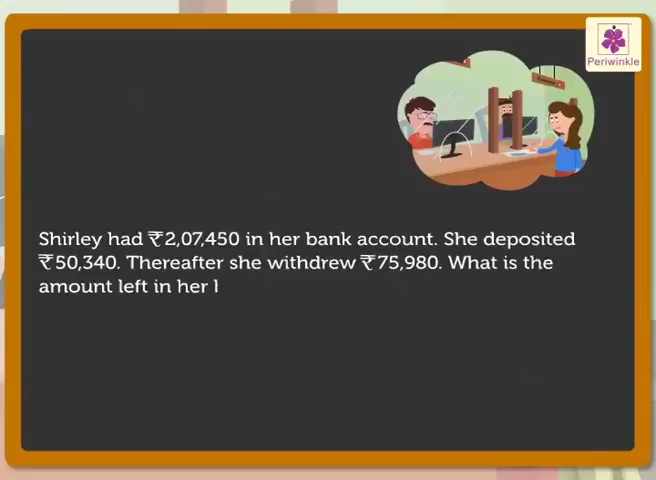 Periwinkle
Shirley had ₹2,07,450 in her bank account. She deposited
₹50,340. Thereafter she withdrew ₹75,980. What is the
amount left in her l